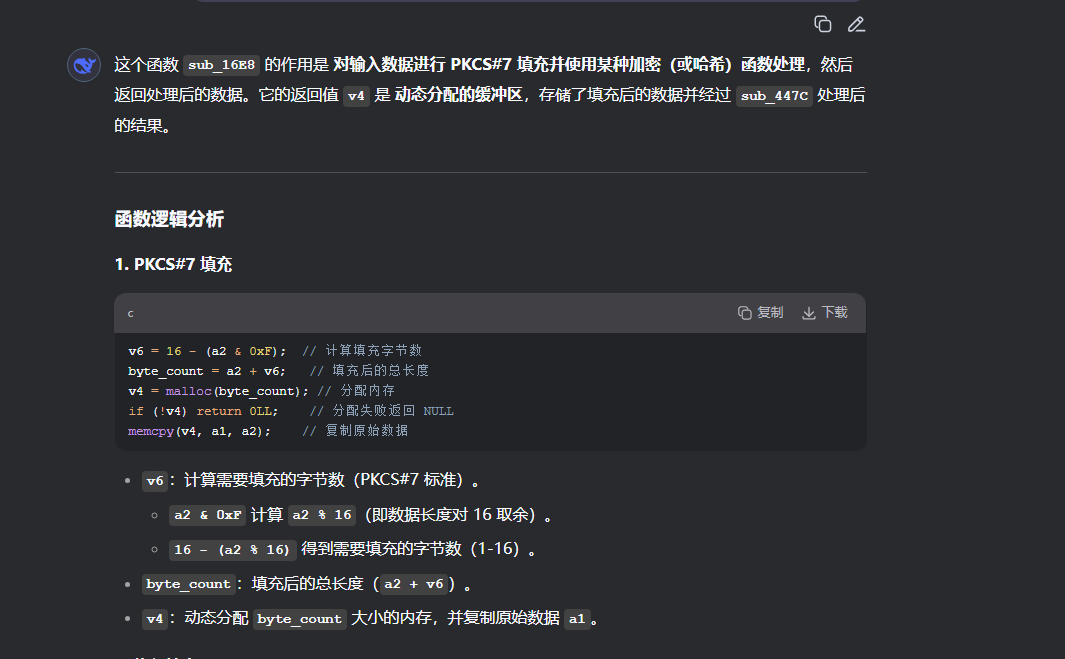 这个函数 sub_16E8 的作用是 对输入数据进行 PKCS#7 填充并使用某种加密（或哈希）函数处理，然后
返回处理后的数据。它的返回值 v4 是 动态分配的缓冲区，存储了填充后的数据并经过 sub_447C 处理后
的结果。
函数逻辑分析
1. PKCS#7 填充
c 复制 下载
v6 = 16 - (a2 & 0xF); // 计算填充字节数
byte_count = a2 + v6; // 填充后的总长度
v4 = malloc(byte_count); // 分配内存
if (!v4) return 0LL; // 分配失败返回 NULL
memcpy(v4, a1, a2); // 复制原始数据
v6：计算需要填充的字节数（PKCS#7 标准）。
a2 & 0xF 计算 a2 % 16（即数据长度对 16 取余）。
16 - (a2 % 16) 得到需要填充的字节数（1-16）。
byte_count：填充后的总长度（a2 + v6）。
v4：动态分配 byte_count 大小的内存，并复制原始数据 a1。